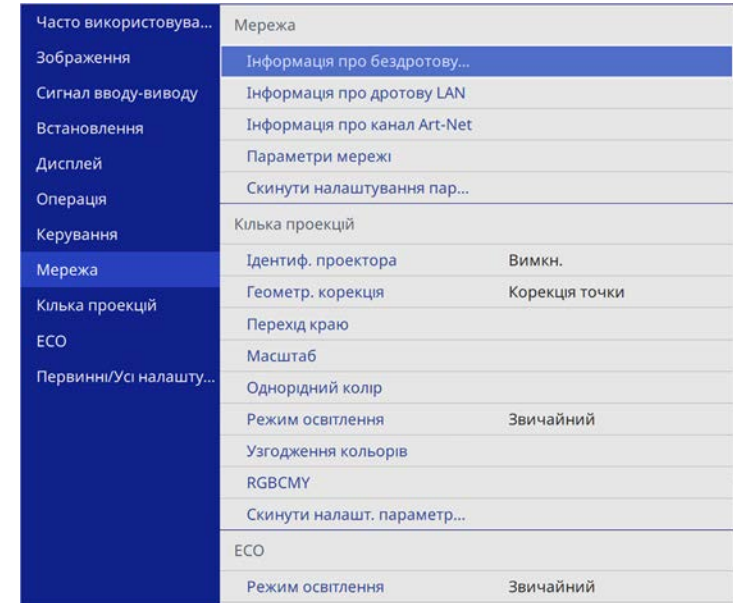 Часто використовува...
Зображення
Сигнал вводу-виводу
Встановлення
Дисплей
Операція
Керування
Мережа
Кілька проекцій
ECO
Первинні/Усі налашту...
Мережа
Інформація про бездротову...
Інформація про дротову LAN
Інформація про канал Art-Net
Параметри мережі
Скинути налаштування пар...
Кілька проекцій
Ідентиф. проектора Вимкн.
Геометр. корекція Корекція точки
Перехід краю
Масштаб
Однорідний колір
Режим освітлення Звичайний
Узгодження кольорів
RGBCMY
Скинути налашт. параметр...
ECO
Режим освітлення Звичайний